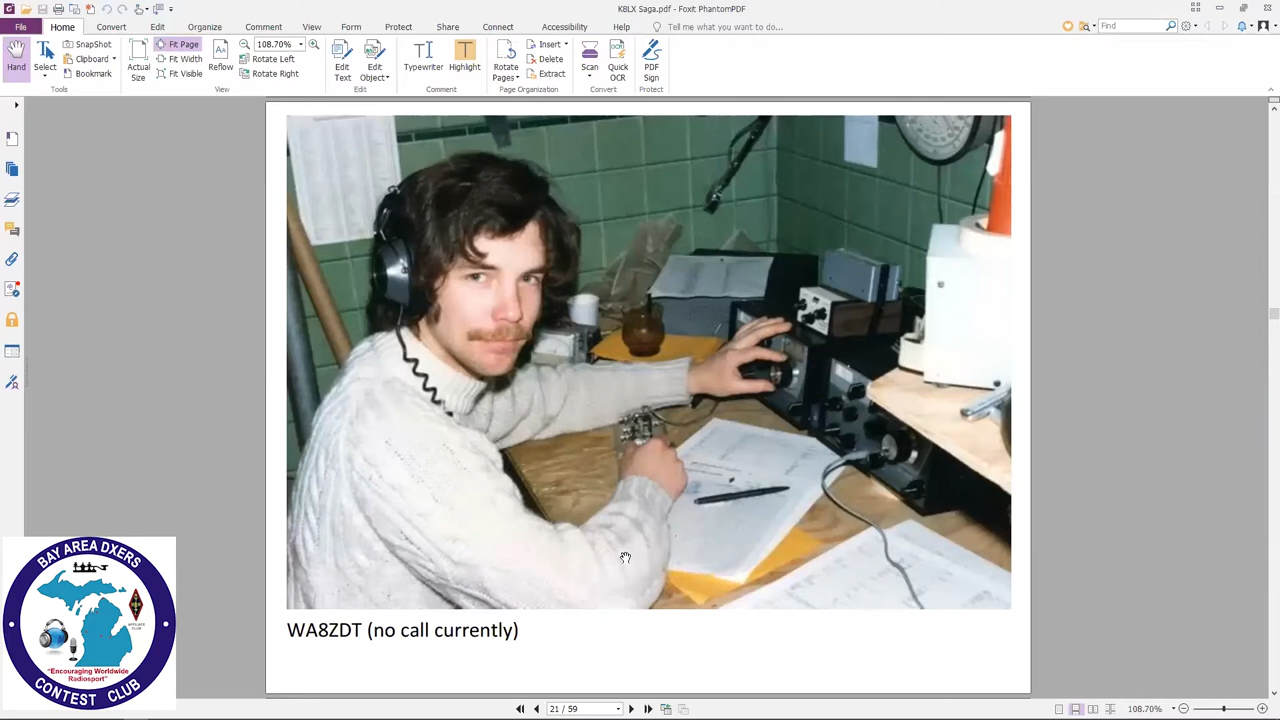 K8LX Saga.pdf - Foxit PhantomPDF
File Home Convert Edit Organize Comment View Form Protect Share Connect Accessibility Help Tell me what you want to do... Find
Hand
Select
SnapShot
Clipboard
Bookmark
Tools
Actual Size
Fit Page
Fit Width
Fit Visible
Reflow
108.70%
Rotate Left
Rotate Right
View
Edit Text
Edit Object
Edit
Typewriter
Highlight
Comment
Rotate Pages
Insert
Delete
Extract
Page Organization
Scan
Quick OCR
Convert
PDF Sign
Protect
WA8ZDT (no call currently)
BAY AREA DXERS
AFFILIATE CLUB
"Encouraging Worldwide
Radiosport"
CONTEST CLUB
21 / 59
108.70%